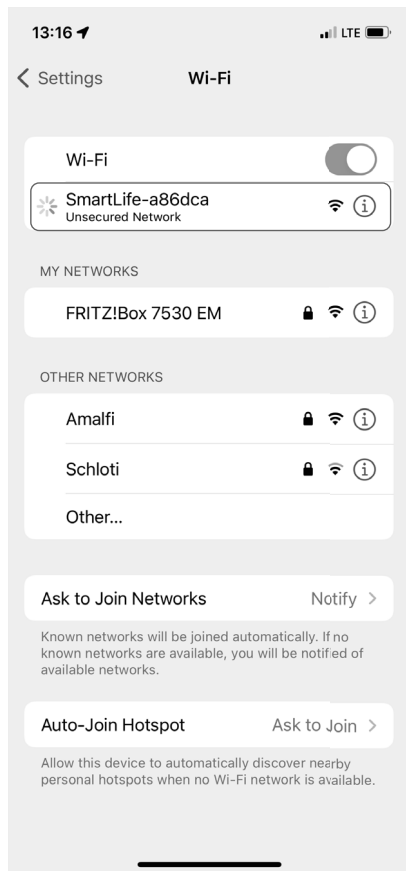 13:16 LTE
Settings Wi-Fi
Wi-Fi
SmartLife-a86dca
Unsecured Network
MY NETWORKS
FRITZ!Box 7530 EM
OTHER NETWORKS
Amalfi
Schloti
Other...
Ask to Join Networks Notify
Known networks will be joined automatically. If no
known networks are available, you will be notified of
available networks.
Auto-Join Hotspot Ask to Join
Allow this device to automatically discover nearby
personal hotspots when no Wi-Fi network is available.